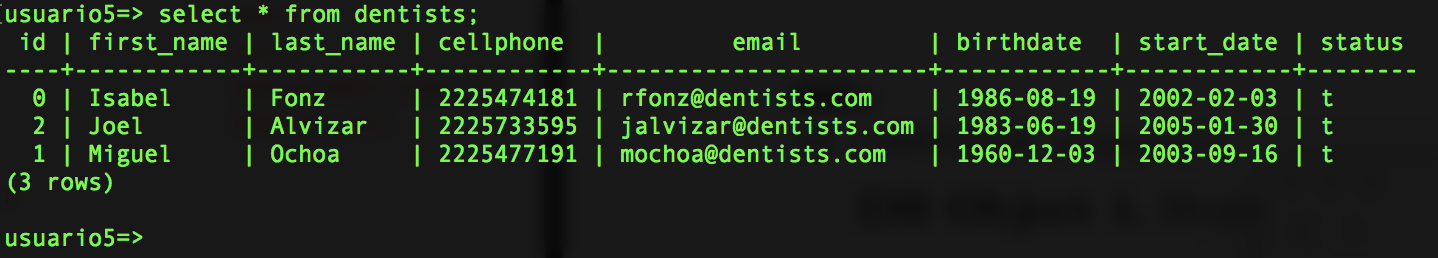 usuario5=> select * from dentists;
 id | first_name | last_name | cellphone  |         email         | birthdate  | start_date | status
----+------------+-----------+------------+-----------------------+------------+------------+--------
  0 | Isabel     | Fonz      | 2225474181 | rfonz@dentists.com    | 1986-08-19 | 2002-02-03 | t
  2 | Joel       | Alvizar   | 2225733595 | jalvizar@dentists.com | 1983-06-19 | 2005-01-30 | t
  1 | Miguel     | Ochoa     | 2225477191 | mochoa@dentists.com   | 1960-12-03 | 2003-09-16 | t
(3 rows)

usuario5=>